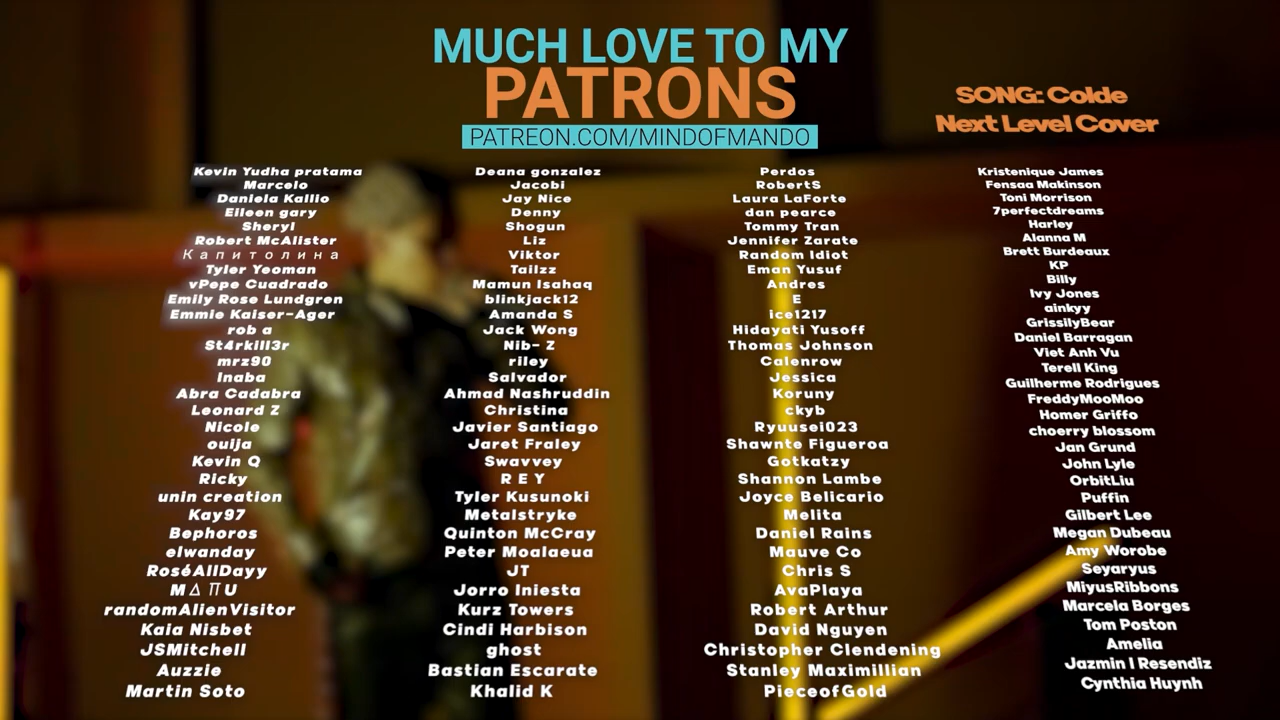 MUCH LOVE TO MY
PATRONS
PATREON.COM/MINDOFMANDO
SONG: Colde
Next Level Cover
Kevin Yudha pratama
Marcelo
Daniela Kallio
Eileen gary
Sheryl
Robert McAlister
Капитолина
Tyler Yeoman
vPepe Cuadrado
Emily Rose Lundgren
Emmie Kaiser-Ager
rob a
St4rkill3r
mrz90
Inaba
Abra Cadabra
Leonard Z
Nicole
ouija
Kevin Q
Ricky
unin creation
Kay97
Bephoros
elwanday
RoséAllDayy
M∆ΠU
randomAlienVisitor
Kaia Nisbet
JSMitchell
Auzzie
Martin Soto
Deana gonzalez
Jacobi
Jay Nice
Denny
Shogun
Liz
Viktor
Tailzz
Mamun Isahaq
blinkjack12
Amanda S
Jack Wong
Nib- Z
riley
Salvador
Ahmad Nashruddin
Christina
Javier Santiago
Jaret Fraley
Swavvey
R E Y
Tyler Kusunoki
Metalstryke
Quinton McCray
Peter Moalaeua
JT
Jorro Iniesta
Kurz Towers
Cindi Harbison
ghost
Bastian Escarate
Khalid K
Perdos
RobertS
Laura LaForte
dan pearce
Tommy Tran
Jennifer Zarate
Random Idiot
Eman Yusuf
Andres
E
ice1217
Hidayati Yusoff
Thomas Johnson
Calenrow
Jessica
Koruny
ckyb
Ryuusei023
Shawnte Figueroa
Gotkatzy
Shannon Lambe
Joyce Belicario
Melita
Daniel Rains
Mauve Co
Chris S
AvaPlaya
Robert Arthur
David Nguyen
Christopher Clendening
Stanley Maximillian
PieceofGold
Kristenique James
Fensaa Makinson
Toni Morrison
7perfectdreams
Harley
Alanna M
Brett Burdeaux
KP
Billy
Ivy Jones
ainkyy
GrissllyBear
Daniel Barragan
Viet Anh Vu
Terell King
Guilherme Rodrigues
FreddyMooMoo
Homer Griffo
choerry blossom
Jan Grund
John Lyle
OrbitLiu
Puffin
Gilbert Lee
Megan Dubeau
Amy Worobe
Seyaryus
MiyusRibbons
Marcela Borges
Tom Poston
Amelia
Jazmin I Resendiz
Cynthia Huynh